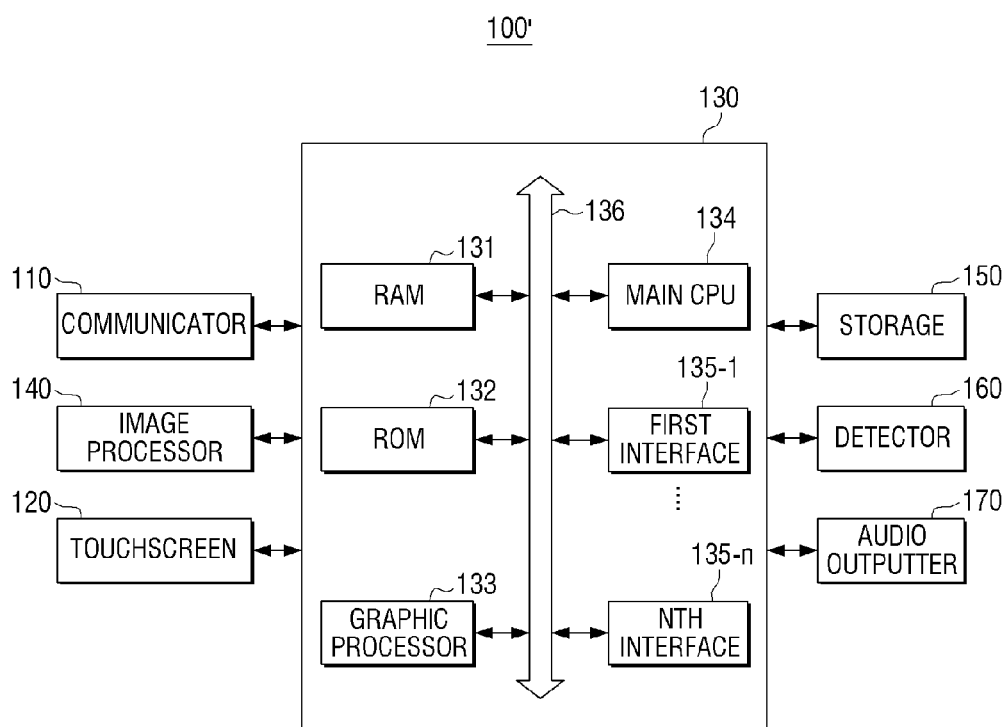 100'
130
136
131
134
110
150
RAM
MAIN CPU
COMMUNICATOR
STORAGE
140
132
135-1
160
IMAGE
PROCESSOR
ROM
FIRST
INTERFACE
DETECTOR
120
170
TOUCHSCREEN
AUDIO
OUTPUTTER
133
135-n
GRAPHIC
PROCESSOR
NTH
INTERFACE